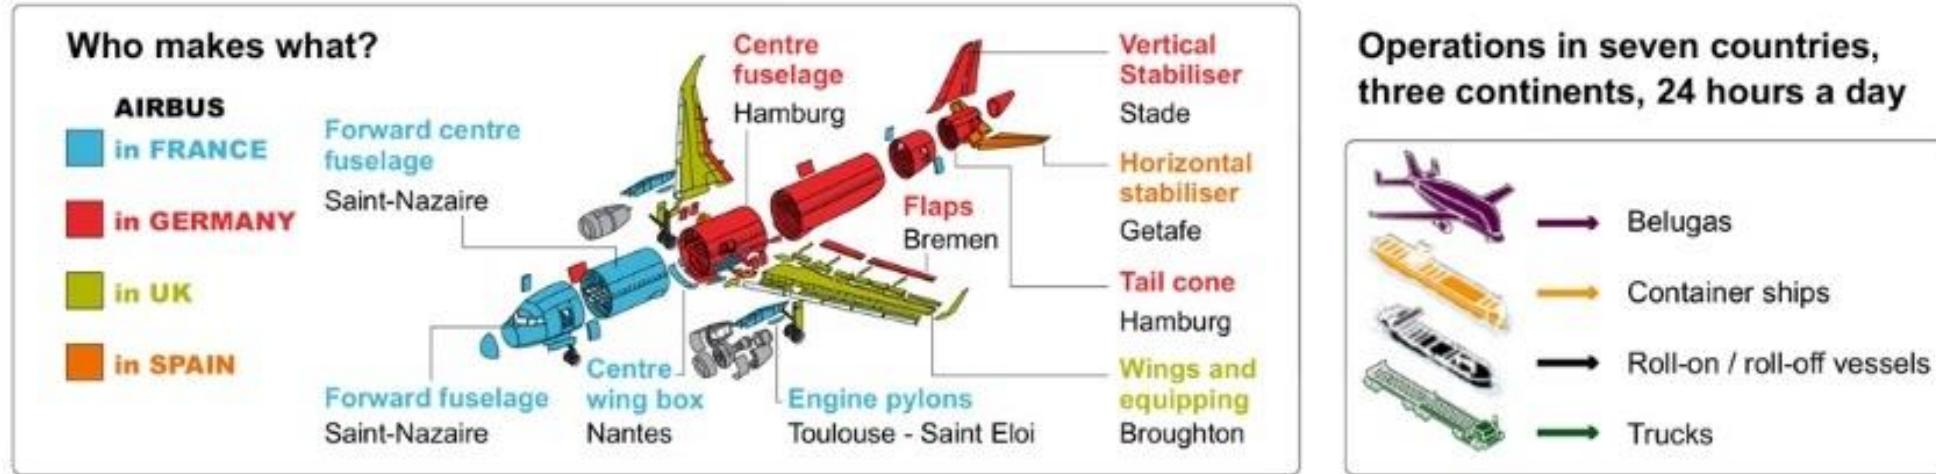 Who makes what?
AIRBUS
in FRANCE
in GERMANY
in UK
in SPAIN
Forward centre
fuselage
Saint-Nazaire
Centre
fuselage
Hamburg
Vertical
Stabiliser
Stade
Horizontal
stabiliser
Getafe
Flaps
Bremen
Tail cone
Hamburg
Wings and
equipping
Broughton
Forward fuselage
Saint-Nazaire
Centre
wing box
Nantes
Engine pylons
Toulouse - Saint Eloi
Operations in seven countries,
three continents, 24 hours a day
Belugas
Container ships
Roll-on / roll-off vessels
Trucks